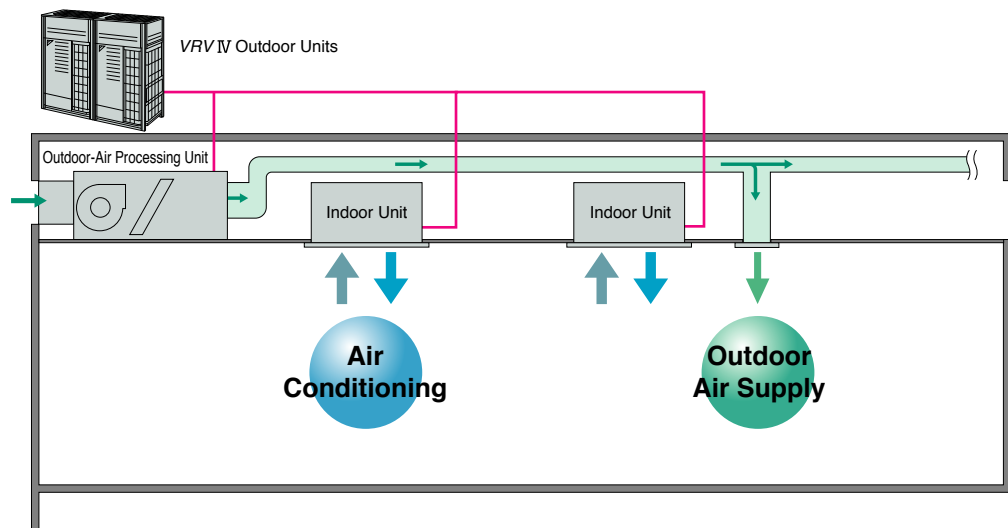 VRV Ⅳ Outdoor Units
Outdoor-Air Processing Unit
Indoor Unit
Indoor Unit
Air
Conditioning
Outdoor
Air Supply